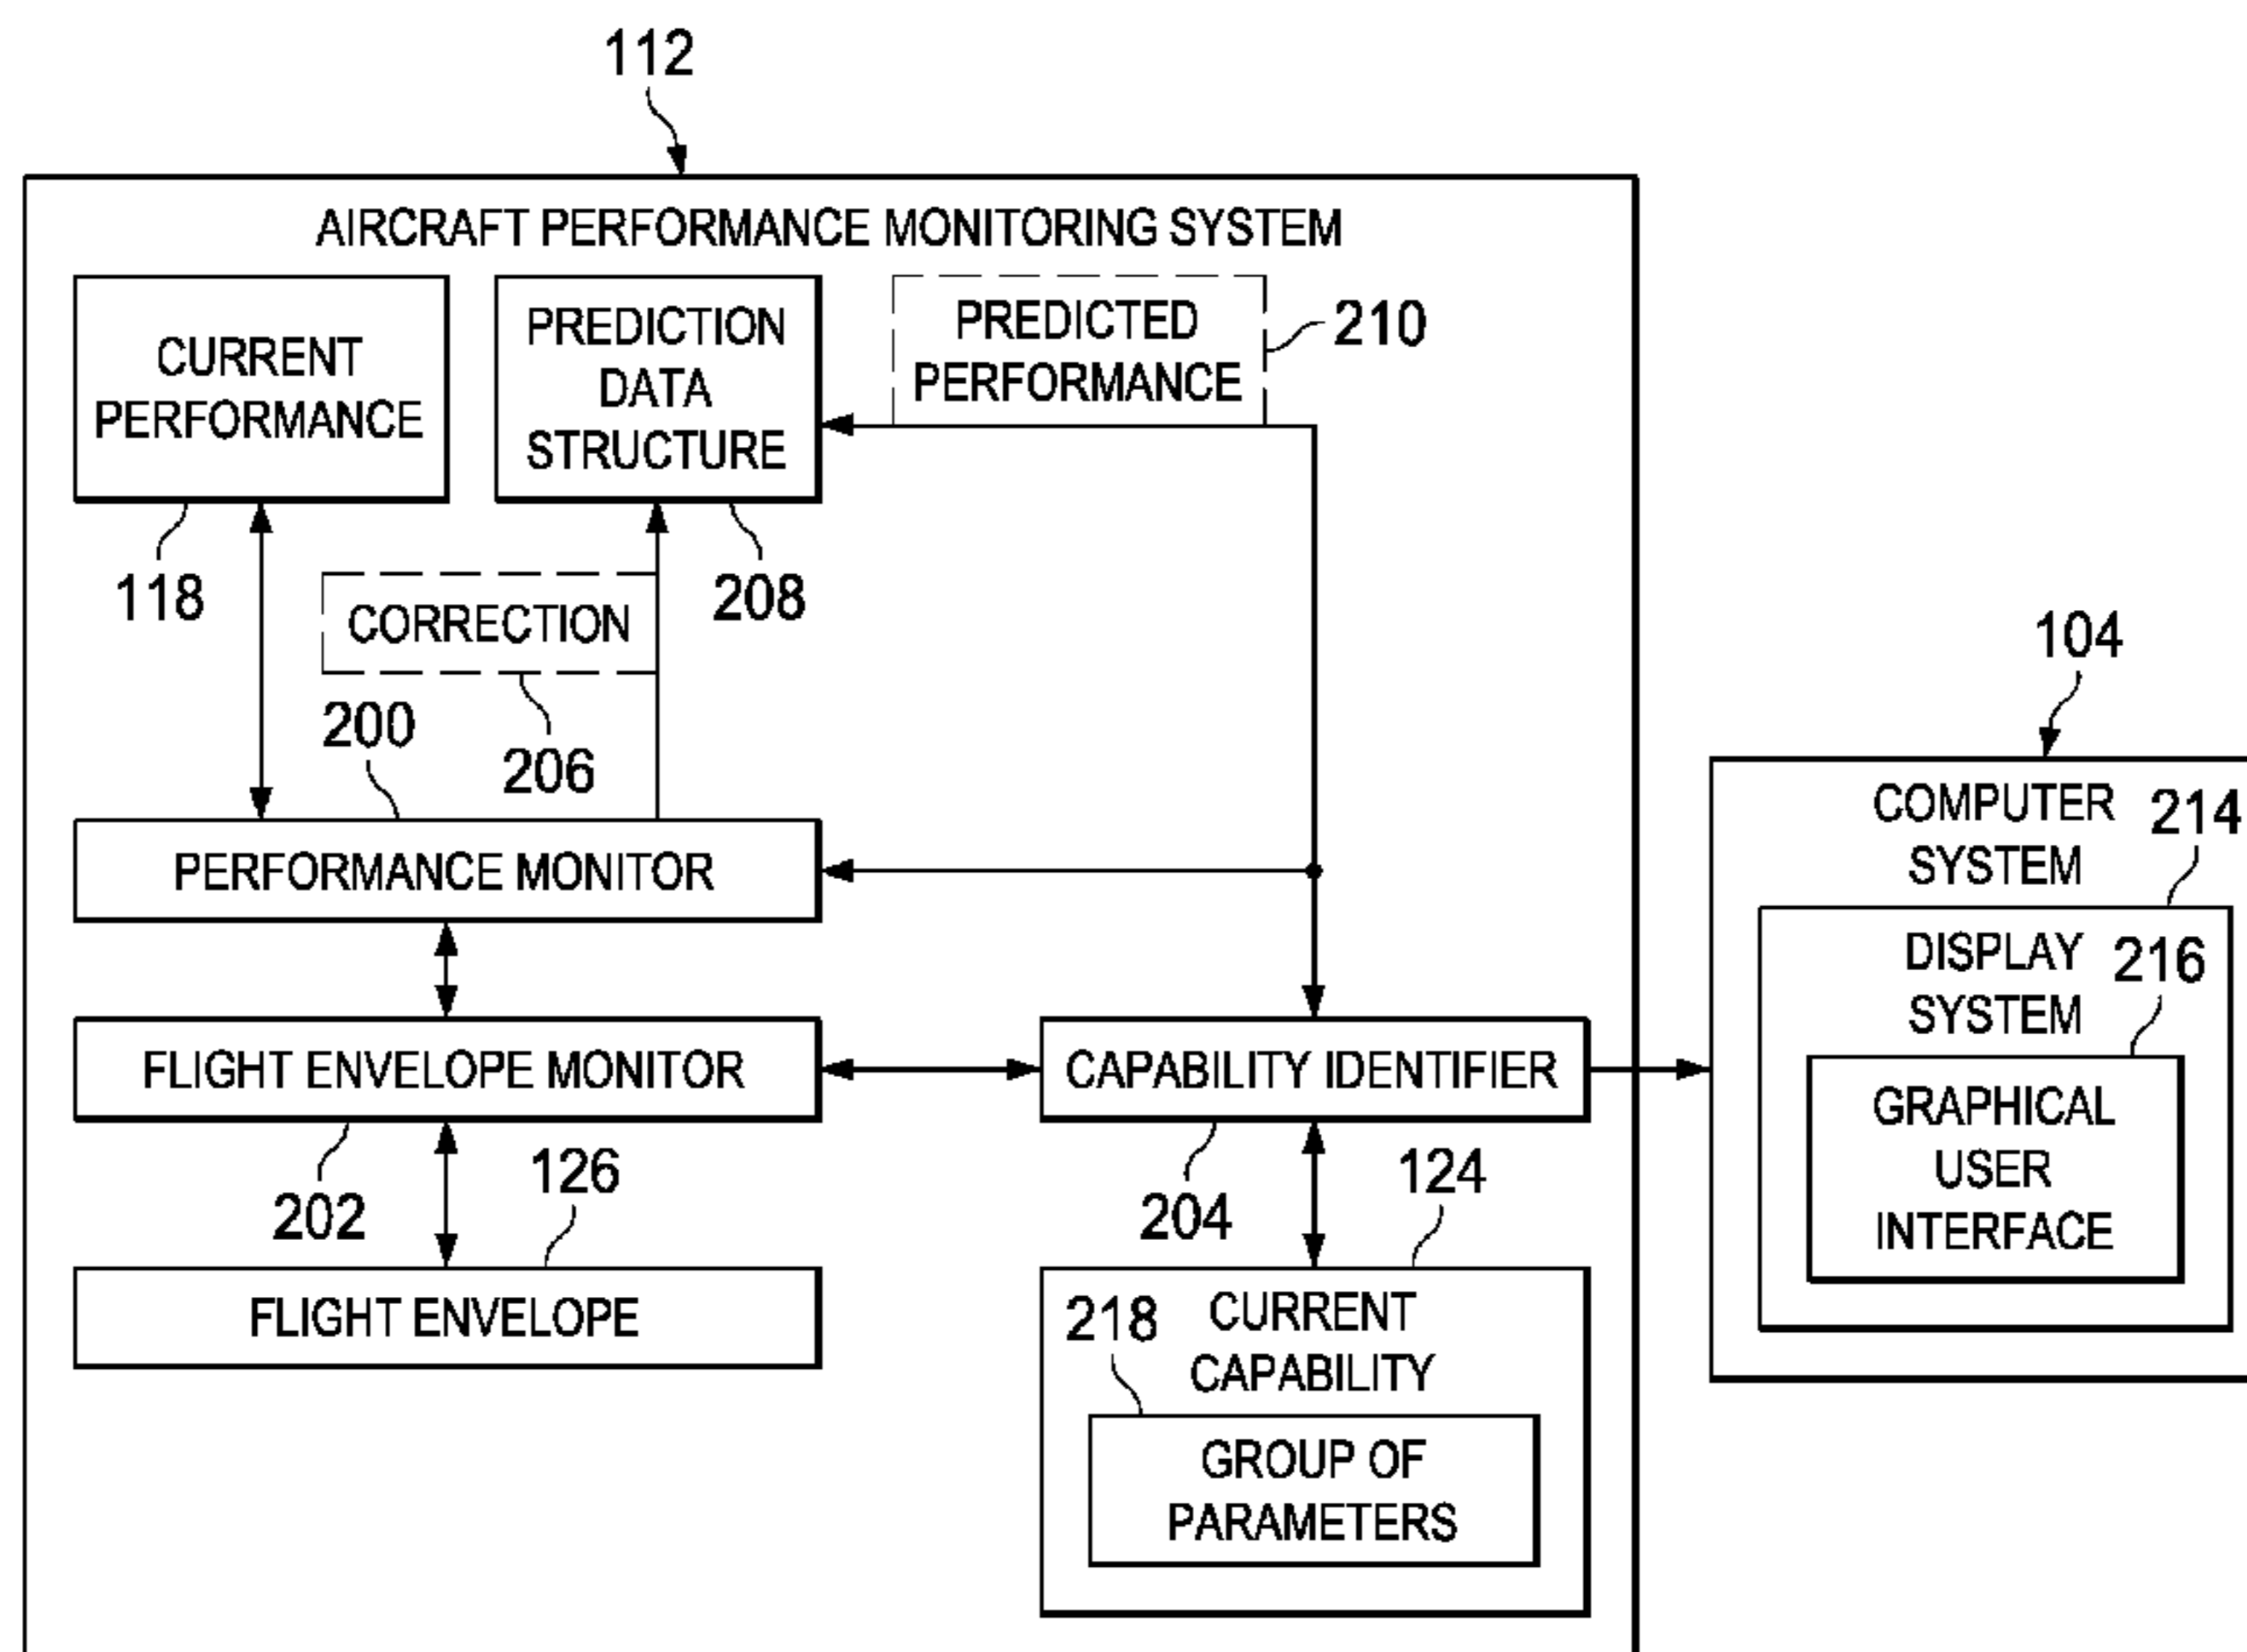 112
AIRCRAFT PERFORMANCE MONITORING SYSTEM
CURRENT
PERFORMANCE
118
PREDICTION
DATA
STRUCTURE
208
PREDICTED
PERFORMANCE
210
CORRECTION
206
200
PERFORMANCE MONITOR
FLIGHT ENVELOPE MONITOR
202
126
FLIGHT ENVELOPE
CAPABILITY IDENTIFIER
204
124
218
CURRENT
CAPABILITY
GROUP OF
PARAMETERS
104
COMPUTER
SYSTEM
214
DISPLAY
SYSTEM
216
GRAPHICAL
USER
INTERFACE